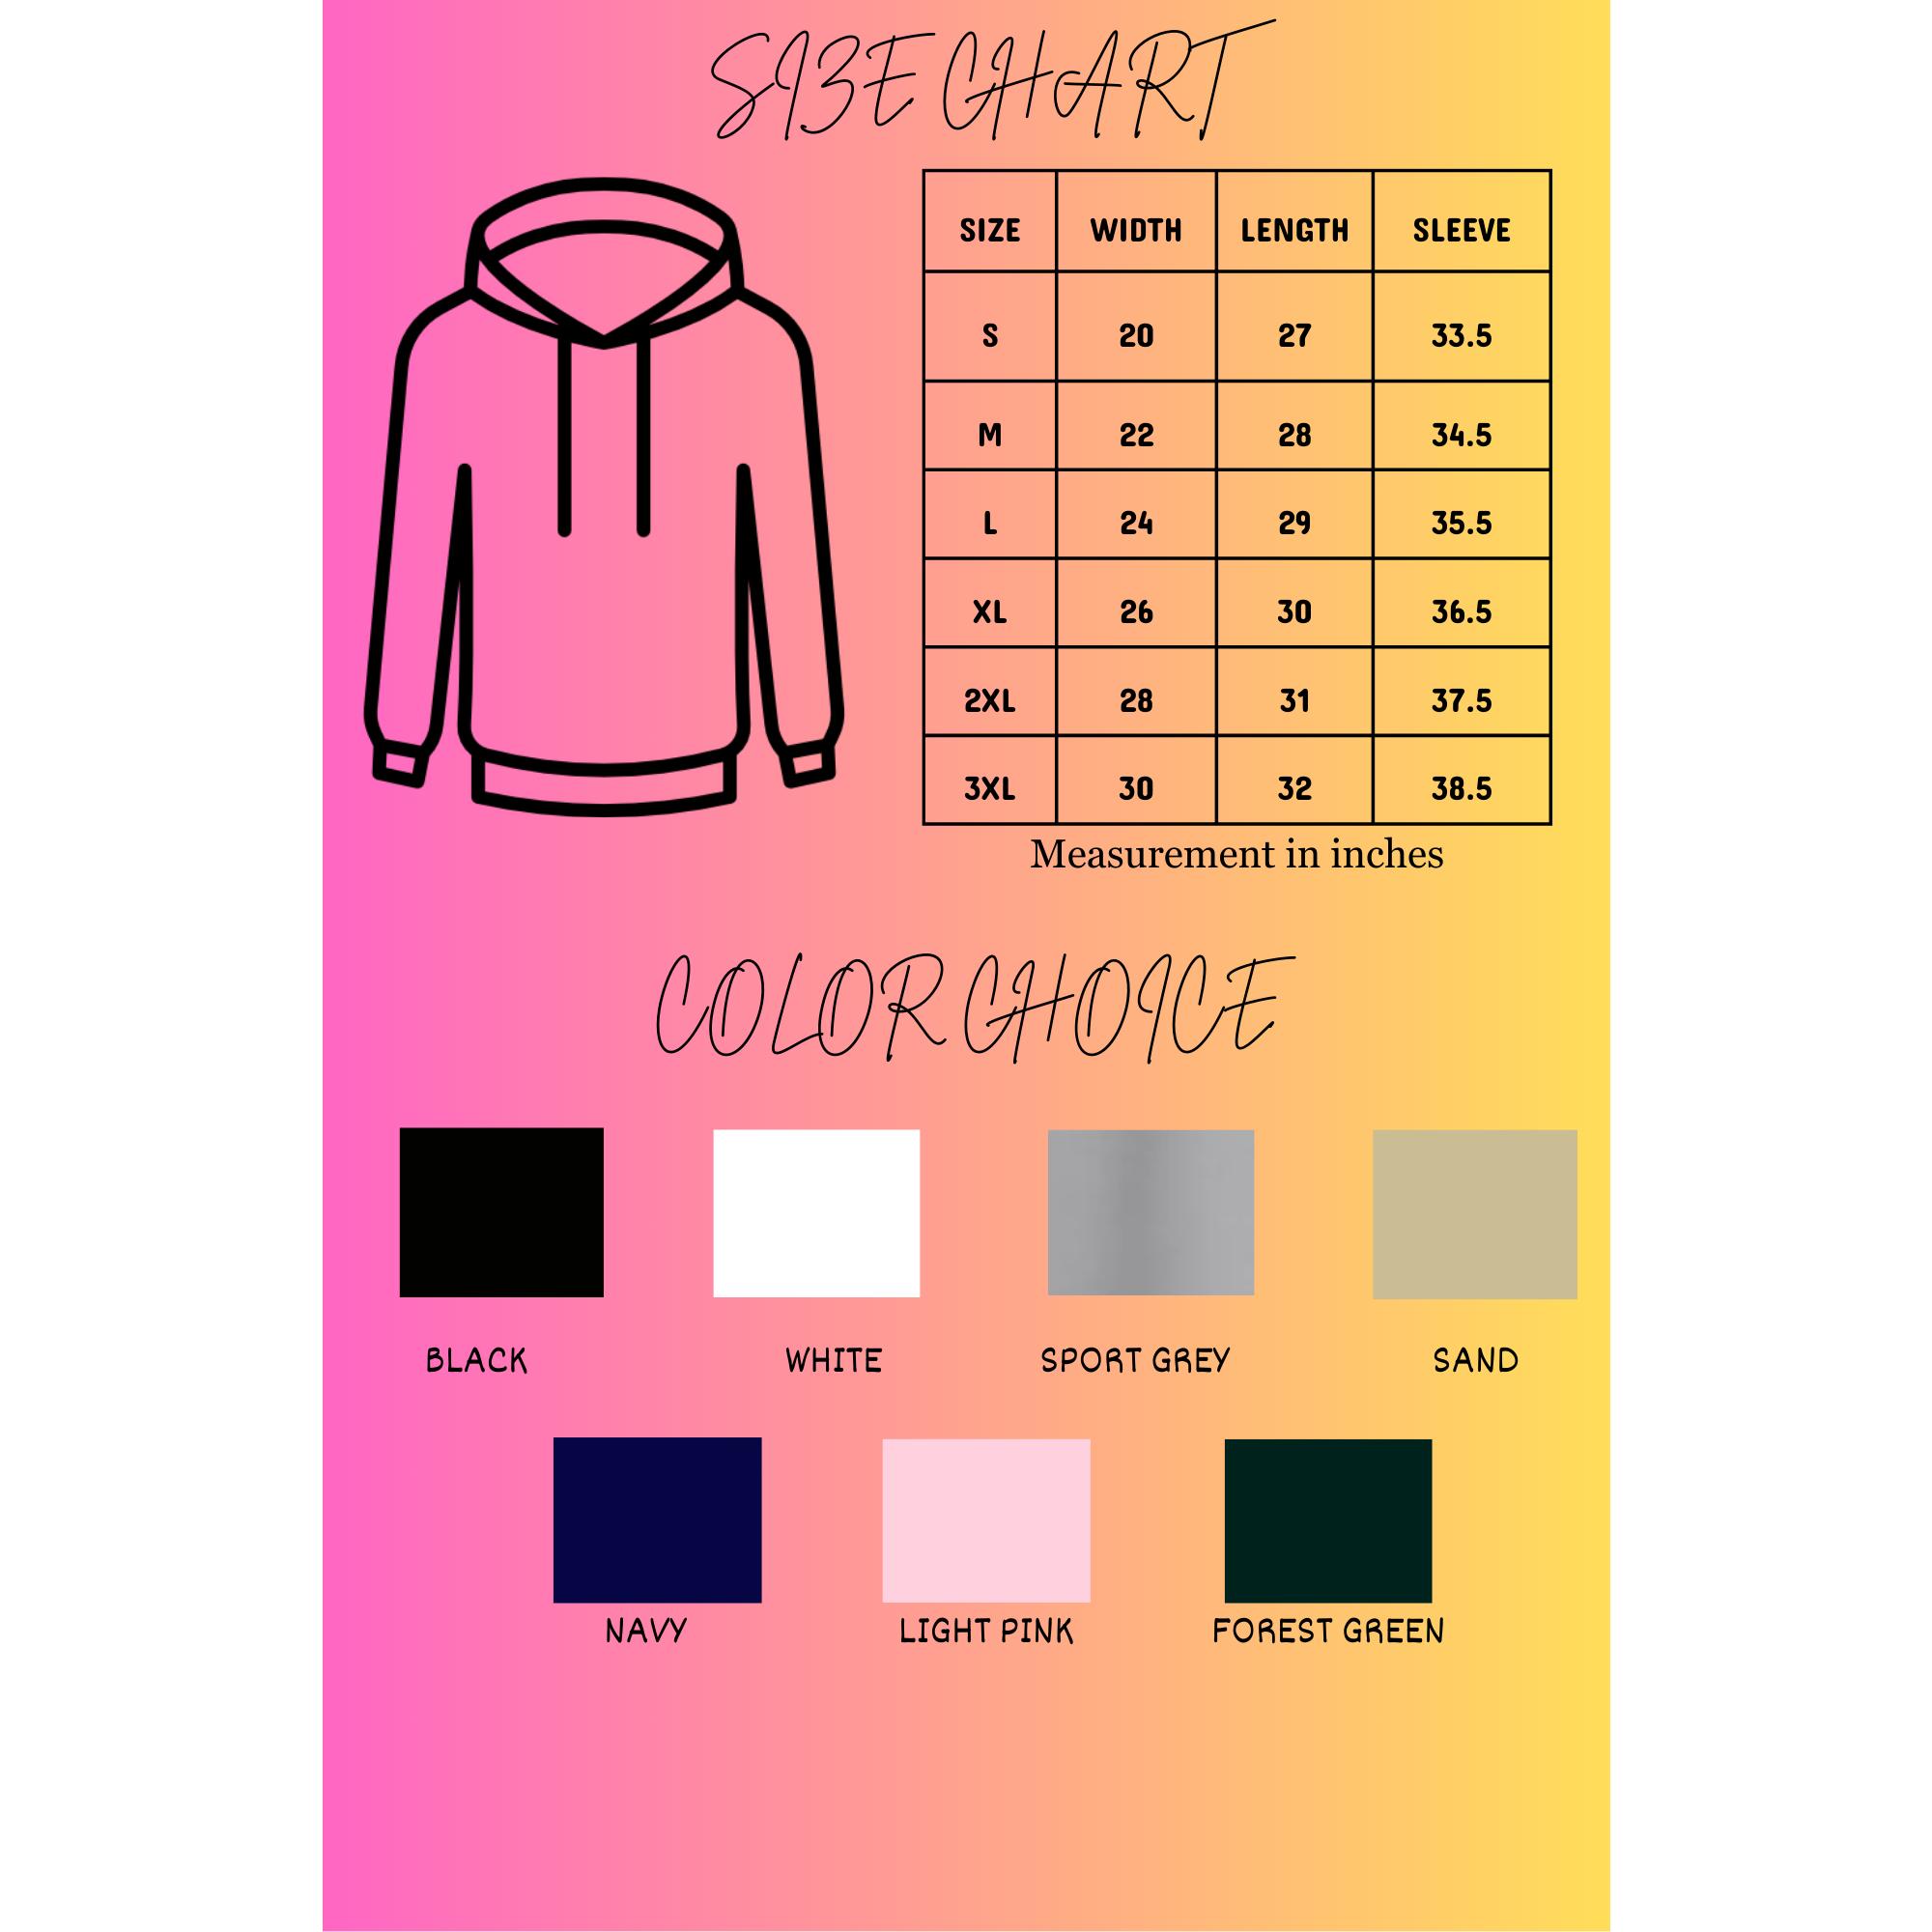 SIZE CHART
SIZE WIDTH LENGTH SLEEVE
S 20 27 33.5
M 22 28 34.5
L 24 29 35.5
XL 26 30 36.5
2XL 28 31 37.5
3XL 30 32 38.5
Measurement in inches
COLOR CHOICE
BLACK WHITE SPORT GREY SAND
NAVY LIGHT PINK FOREST GREEN